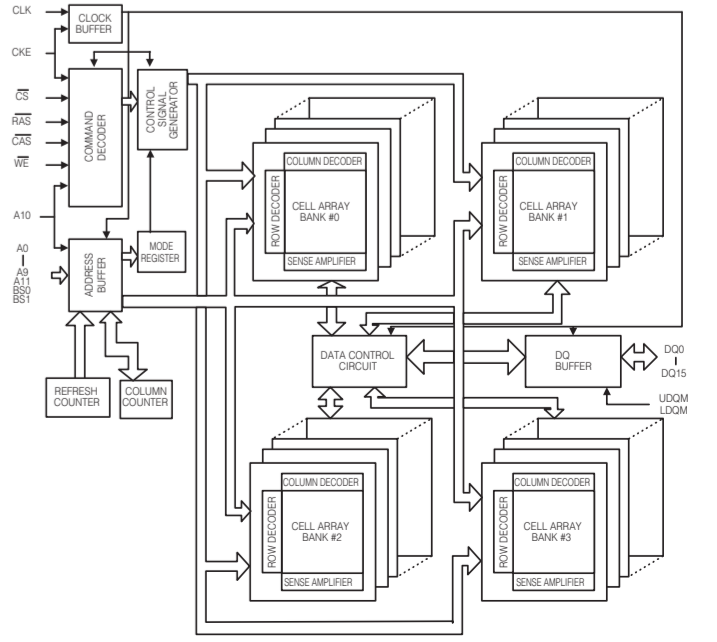 CLK
CLOCK
BUFFER
CKE
CS
RAS
CAS
WE
COMMAND
DECODER
CONTROL
SIGNAL
GENERATOR
A10
A0
A9
A11
BS0
BS1
ADDRESS
BUFFER
MODE
REGISTER
REFRESH
COUNTER
COLUMN
COUNTER
COLUMN DECODER
ROW DECODER
CELL ARRAY
BANK #0
SENSE AMPLIFIER
COLUMN DECODER
ROW DECODER
CELL ARRAY
BANK #1
SENSE AMPLIFIER
DATA CONTROL
CIRCUIT
DQ
BUFFER
DQ0
DQ15
UDQM
LDQM
COLUMN DECODER
ROW DECODER
CELL ARRAY
BANK #2
SENSE AMPLIFIER
COLUMN DECODER
ROW DECODER
CELL ARRAY
BANK #3
SENSE AMPLIFIER